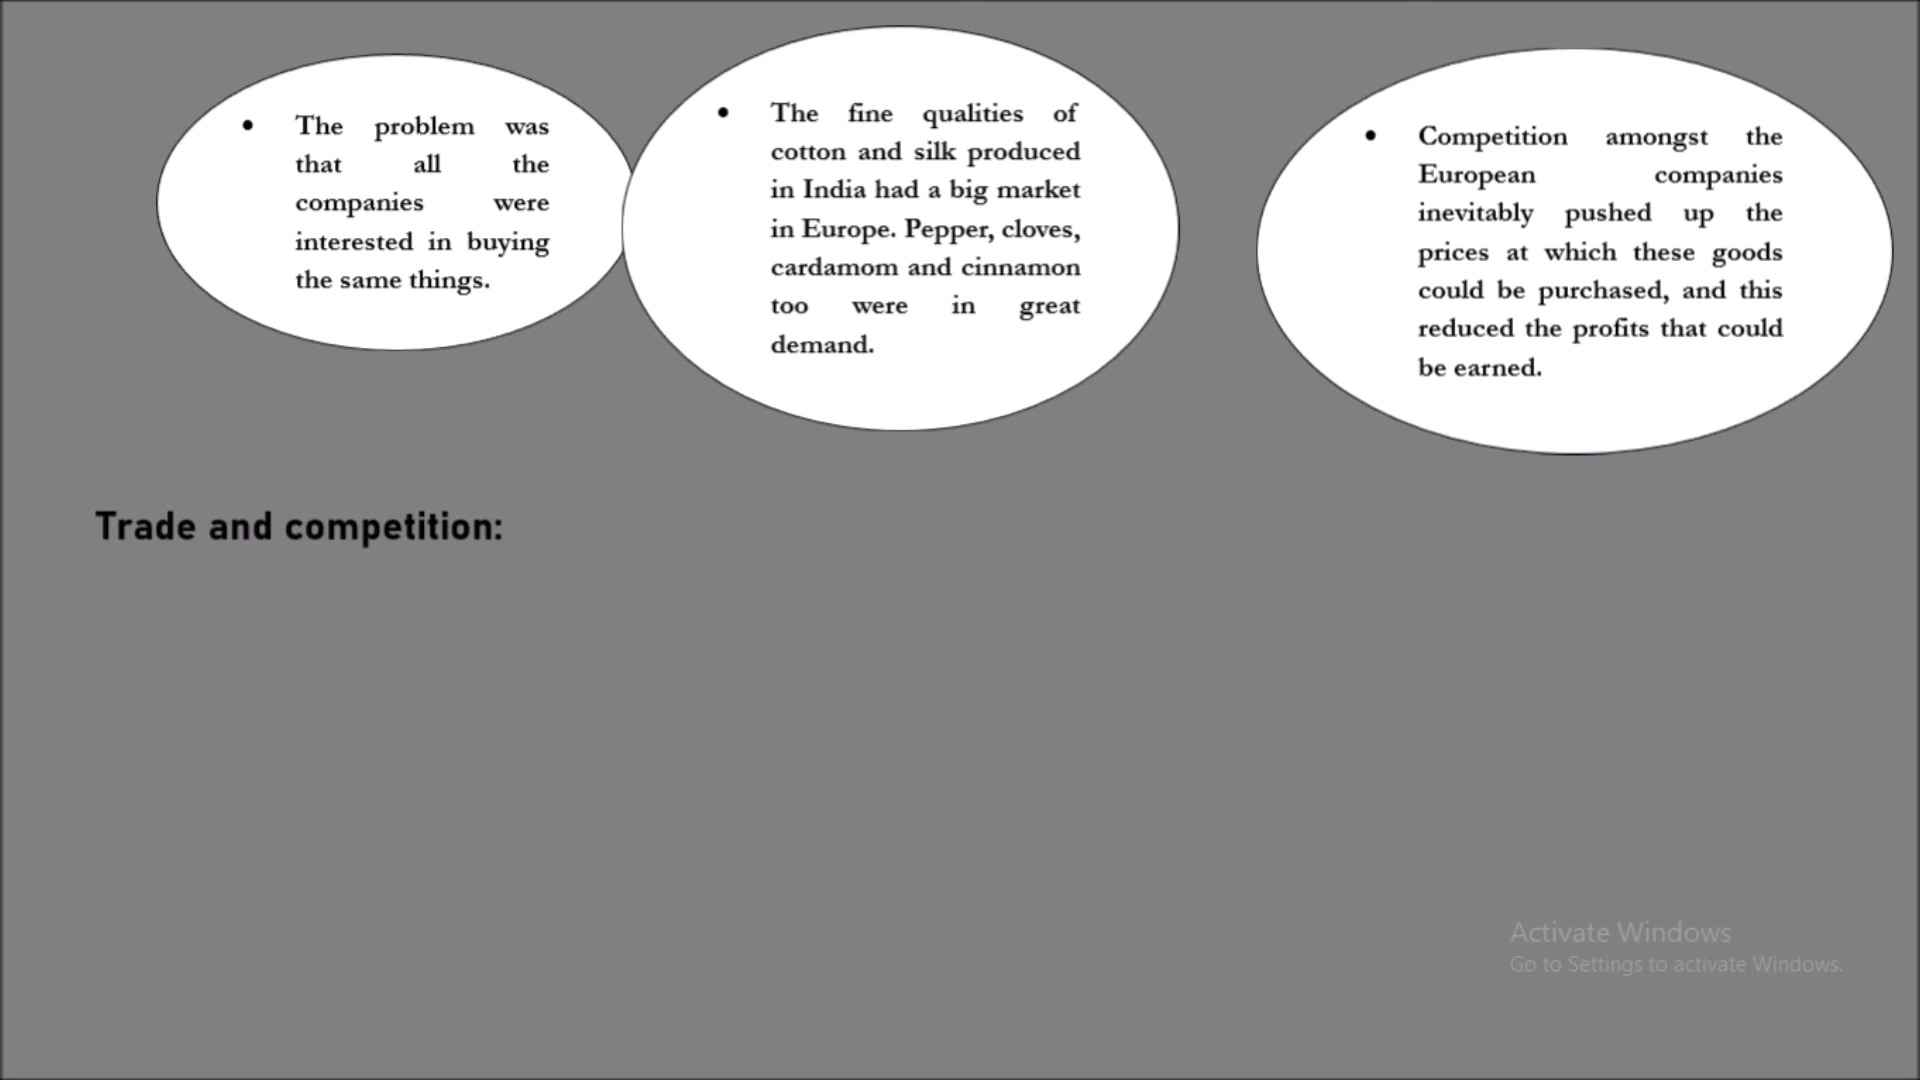 • The problem was
that all the
companies were
interested in buying
the same things.
• The fine qualities of
cotton and silk produced
in India had a big market
in Europe. Pepper, cloves,
cardamom and cinnamon
too were in great
demand.
• Competition amongst the
European companies
inevitably pushed up the
prices at which these goods
could be purchased, and this
reduced the profits that could
be earned.
Trade and competition:
Activate Windows
Go to Settings to activate Windows.